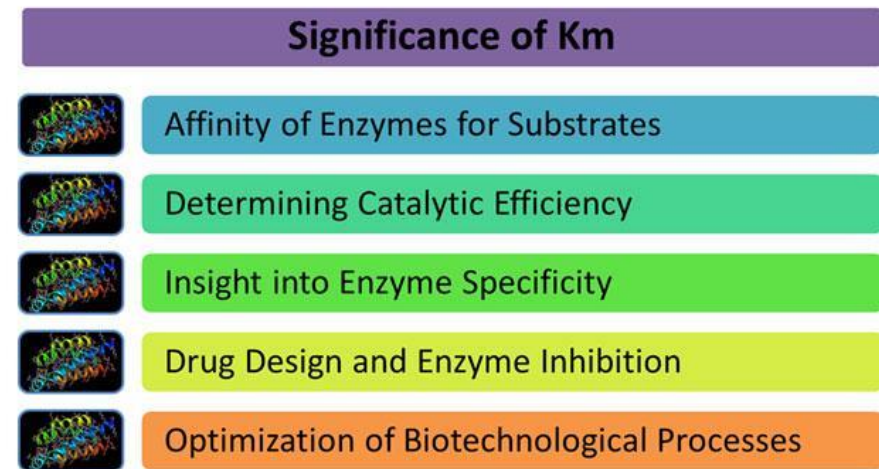 Significance of Km
Affinity of Enzymes for Substrates
Determining Catalytic Efficiency
Insight into Enzyme Specificity
Drug Design and Enzyme Inhibition
Optimization of Biotechnological Processes